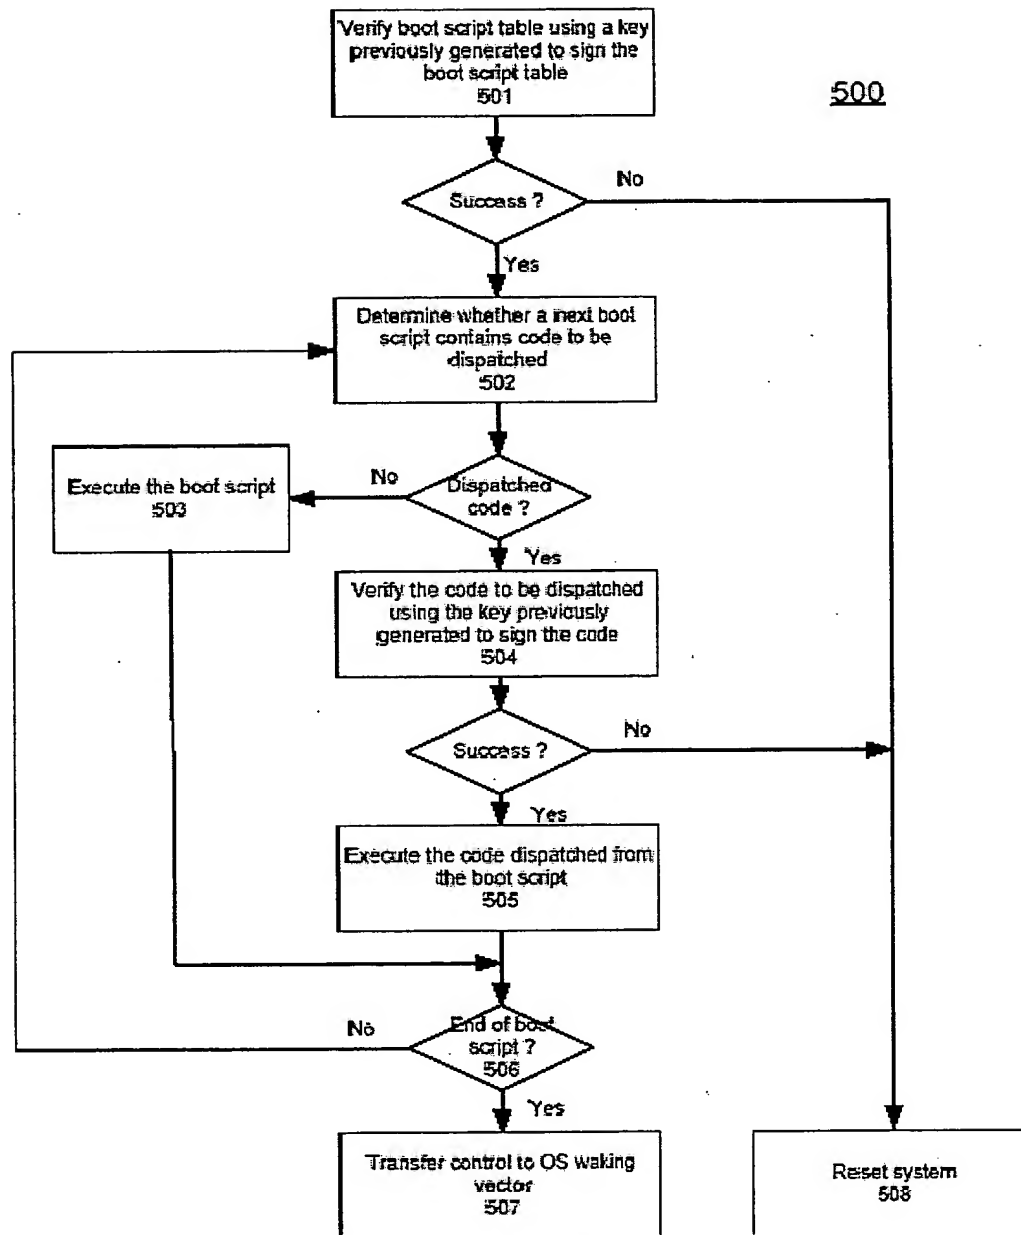 Verify boot script table using a key
previously generated to sign the
boot script table
501
500
Success ?
No
Yes
Determine whether a next boot
script contains code to be
dispatched
502
Execute the boot script
503
No
Dispatched
code ?
Yes
Verify the code to be dispatched
using the key previously
generated to sign the code
504
Success ?
No
Yes
Execute the code dispatched from
the boot script
505
No
End of boot
script ?
506
Yes
Transfer control to OS waking
vector
507
Reset system
508